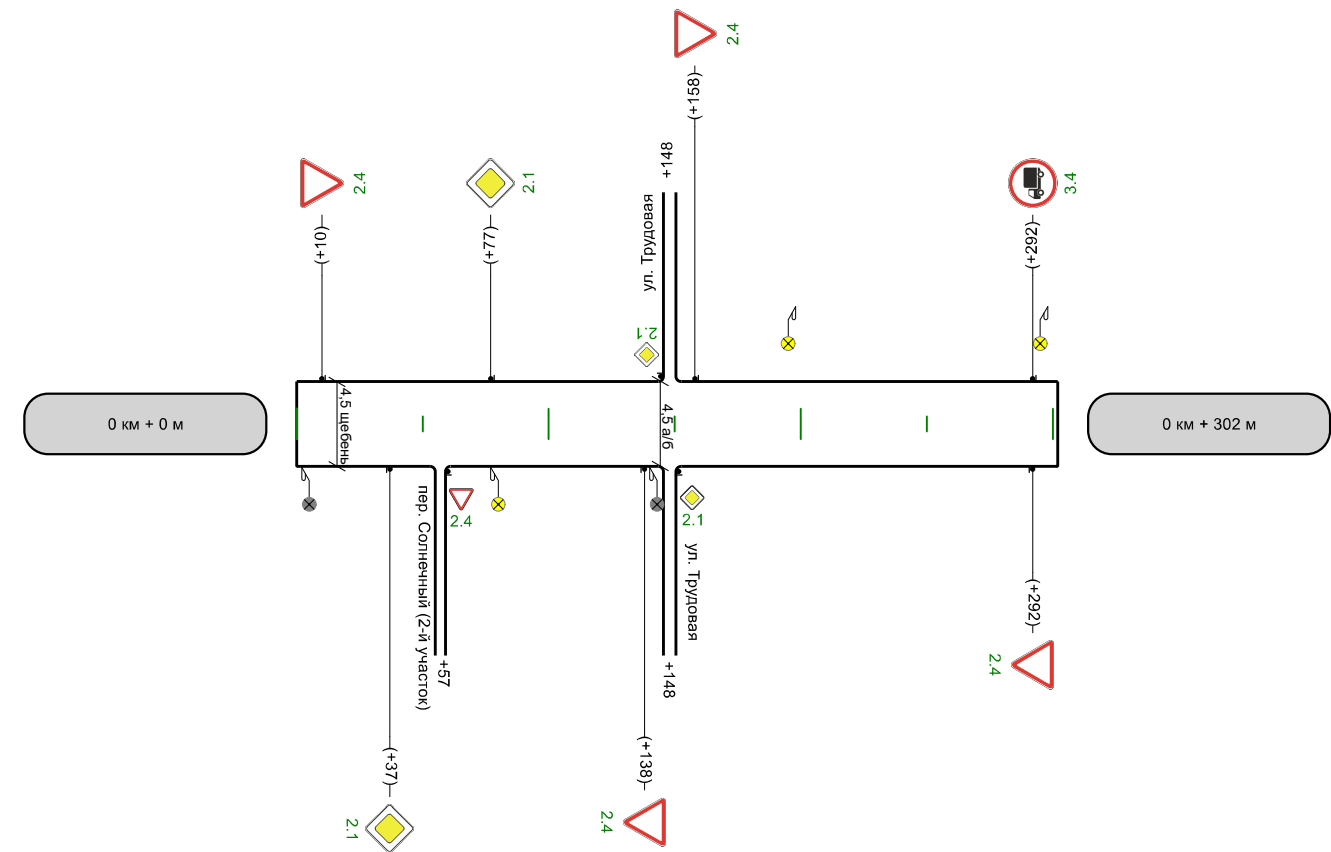 2.4
(+158)
+148
ул. Трудовая
2.4
(+10)
2.1
(+77)
3.4
(+292)
2.1
0 км + 0 м
4,5 щебень
4,5 а/б
0 км + 302 м
2.4
2.1
пер. Солнечный (2-й участок)
+57
ул. Трудовая
+148
(+292)
2.4
(+37)
2.1
(+138)
2.4